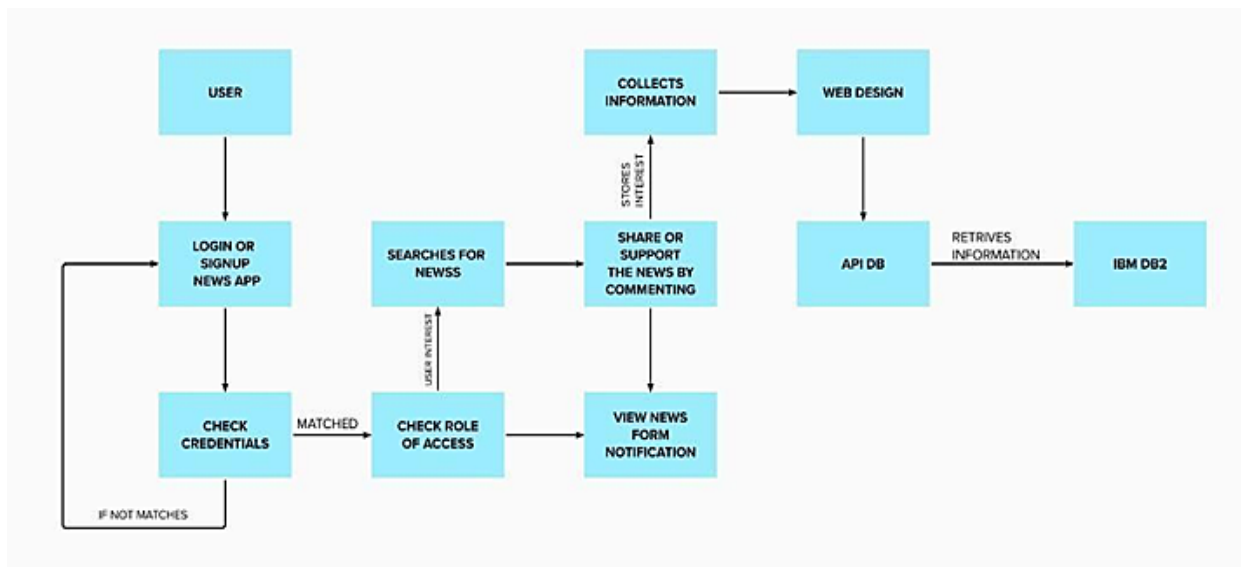 USER
LOGIN OR
SIGNUP
NEWS APP
CHECK
CREDENTIALS
IF NOT MATCHES
MATCHED
CHECK ROLE
OF ACCESS
USER INTEREST
SEARCHES FOR
NEWSS
SHARE OR
SUPPORT
THE NEWS BY
COMMENTING
VIEW NEWS
FORM
NOTIFICATION
STORES
INTEREST
COLLECTS
INFORMATION
WEB DESIGN
API DB
RETRIVES
INFORMATION
IBM DB2